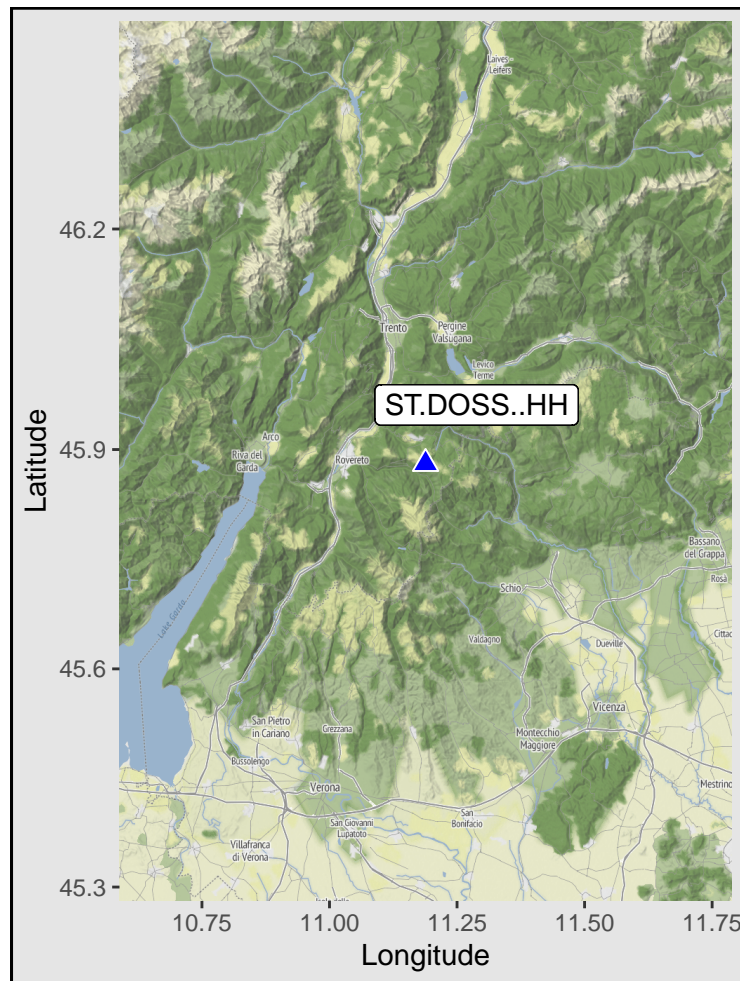 Laives -
Leifers
46.2
Trento
Pergine
Valsugana
Levico
Terme
ST.DOSS..HH
45.9
Arco
Riva del
Garda
Rovereto
Latitude
Bassano
del Grappa
Rosà
Schio
Lake Garda
Valdagno
Dueville
Cittad
45.6
Vicenza
San Pietro
in Cariano
Grezzana
Montecchio
Maggiore
Bussolengo
Verona
Mestrino
San
Bonifacio
San Giovanni
Lupatoto
Villafranca
di Verona
45.3
10.75
11.00
11.25
11.50
11.75
Longitude